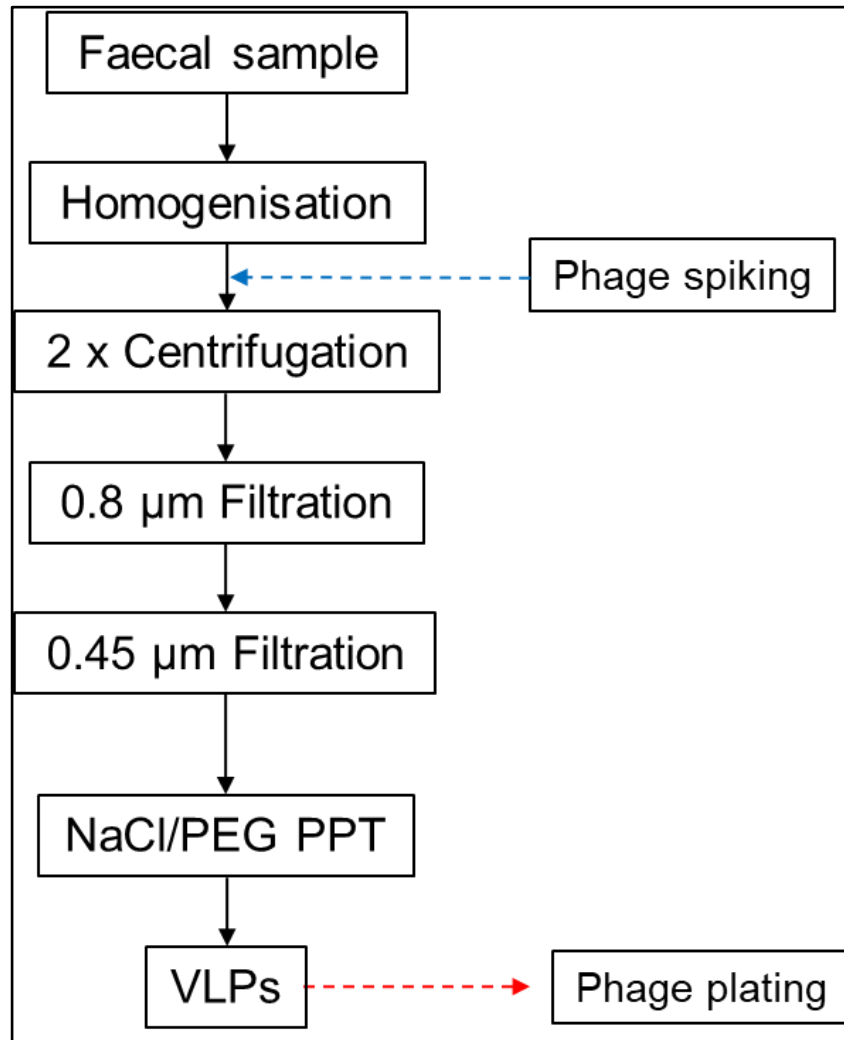 Faecal sample
Homogenisation
Phage spiking
2 x Centrifugation
0.8 µm Filtration
0.45 µm Filtration
NaCl/PEG PPT
VLPs
Phage plating